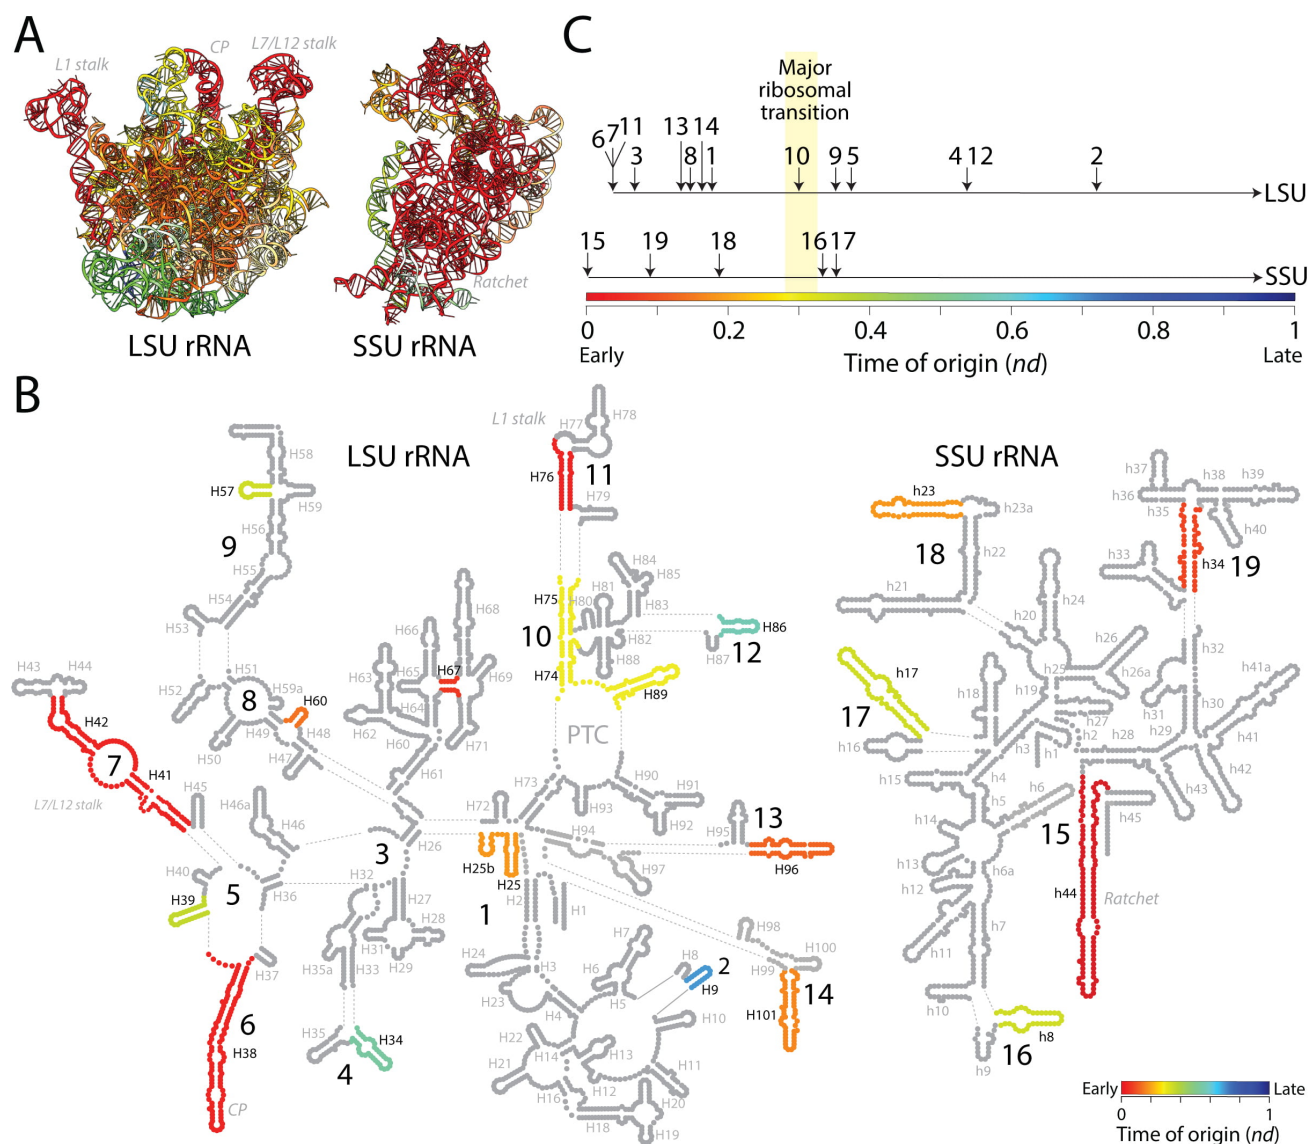 A
L1 stalk
CP
L7/L12 stalk
Ratchet
LSU rRNA
SSU rRNA
C
Major
ribosomal
transition
6 7 11 3 13 8 14 1 10 9 5 4 12 2
LSU
15 19 18 16 17
SSU
0 0.2 0.4 0.6 0.8 1
Early
Time of origin (nd)
Late
B
LSU rRNA
L1 stalk
H77
H78
H76
11
H79
H58
H57
H59
H56
9
H55
H54
H53
H51
H52
H59a
8
H60
H49
H48
H50
H47
H43
H44
H42
7
H41
L7/L12 stalk
H45
H46a
H46
H40
H39
5
H36
H37
6
H38
CP
H68
H66
H63
H65
H67
H69
H64
H62
H60
H71
H61
3
H26
H32
H27
H28
H31
H29
H35a
H33
H35
H34
4
H75
H80
H81
H84
H85
H83
10
H82
H86
H87
12
H74
H88
H89
PTC
H73
H90
H91
H93
H92
H72
H94
H95
13
H96
H97
H25b
H25
H2
H1
1
H24
H3
H23
H4
H7
H6
H5
H8
2
H9
H10
H22
H14
H13
H21
H12
H11
H16
H20
H18
H19
H98
H99
H100
14
H101
SSU rRNA
h23
h23a
18
h22
h21
h24
h20
h37
h38
h39
h36
h35
h40
h33
h34
19
h17
17
h16
h18
h25
h26
h26a
h19
h27
h2
h3
h1
h28
h15
h4
h5
h6
h14
h13
h12
h6a
h11
h7
h10
h9
h8
16
h32
h31
h30
h29
h41a
h41
h42
h43
15
h45
h44
Ratchet
Early
Late
0 1
Time of origin (nd)